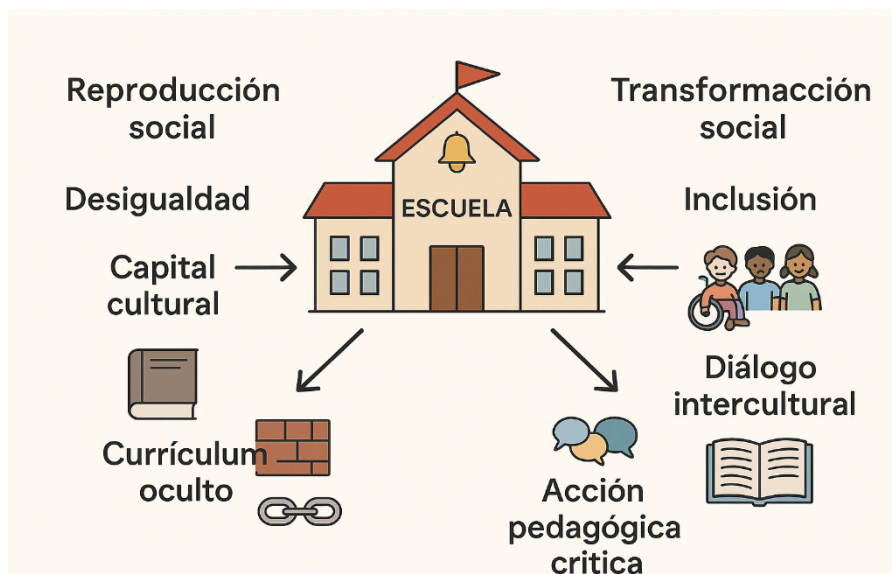 Reproducción
social
Desigualdad
Capital
cultural
Currículum
oculto
ESCUELA
Transformacción
social
Inclusión
Diálogo
intercultural
Acción
pedagógica
critica